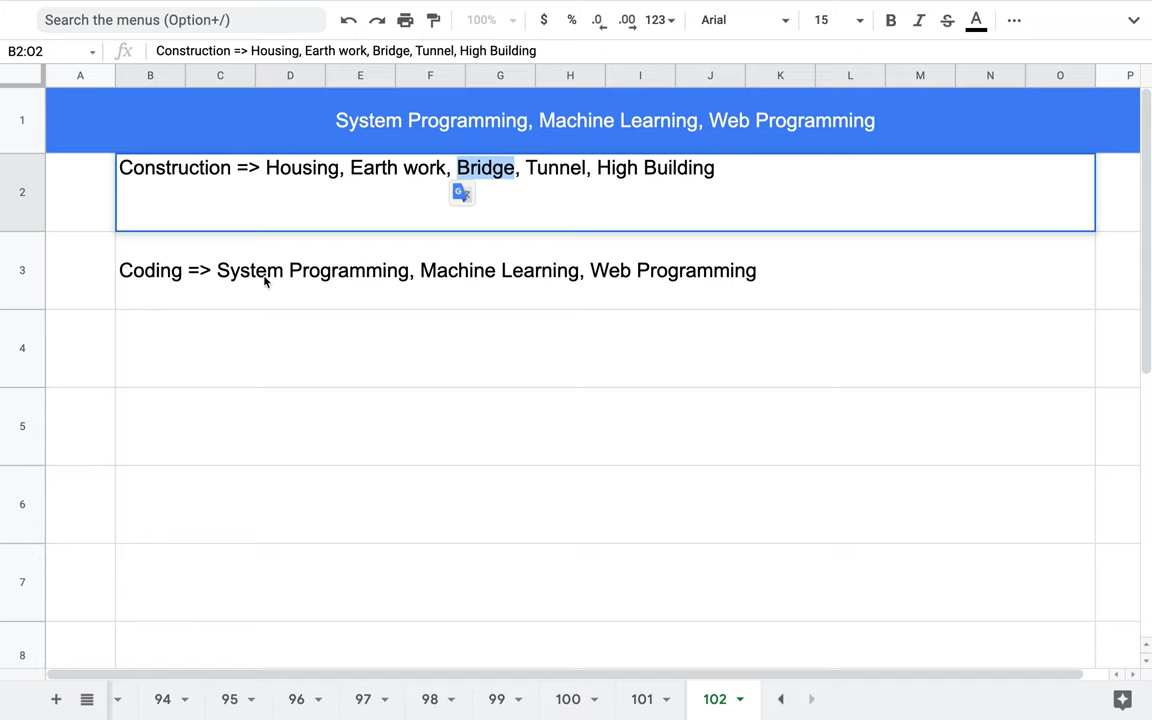 Search the menus (Option+/) 100% $ % .0 .00 123 Arial 15 B I S A
B2:O2 fx Construction => Housing, Earth work, Bridge, Tunnel, High Building
A B C D E F G H I J K L M N O P
1 System Programming, Machine Learning, Web Programming
2 Construction => Housing, Earth work, Bridge, Tunnel, High Building
3 Coding => System Programming, Machine Learning, Web Programming
4
5
6
7
8
94 95 96 97 98 99 100 101 102